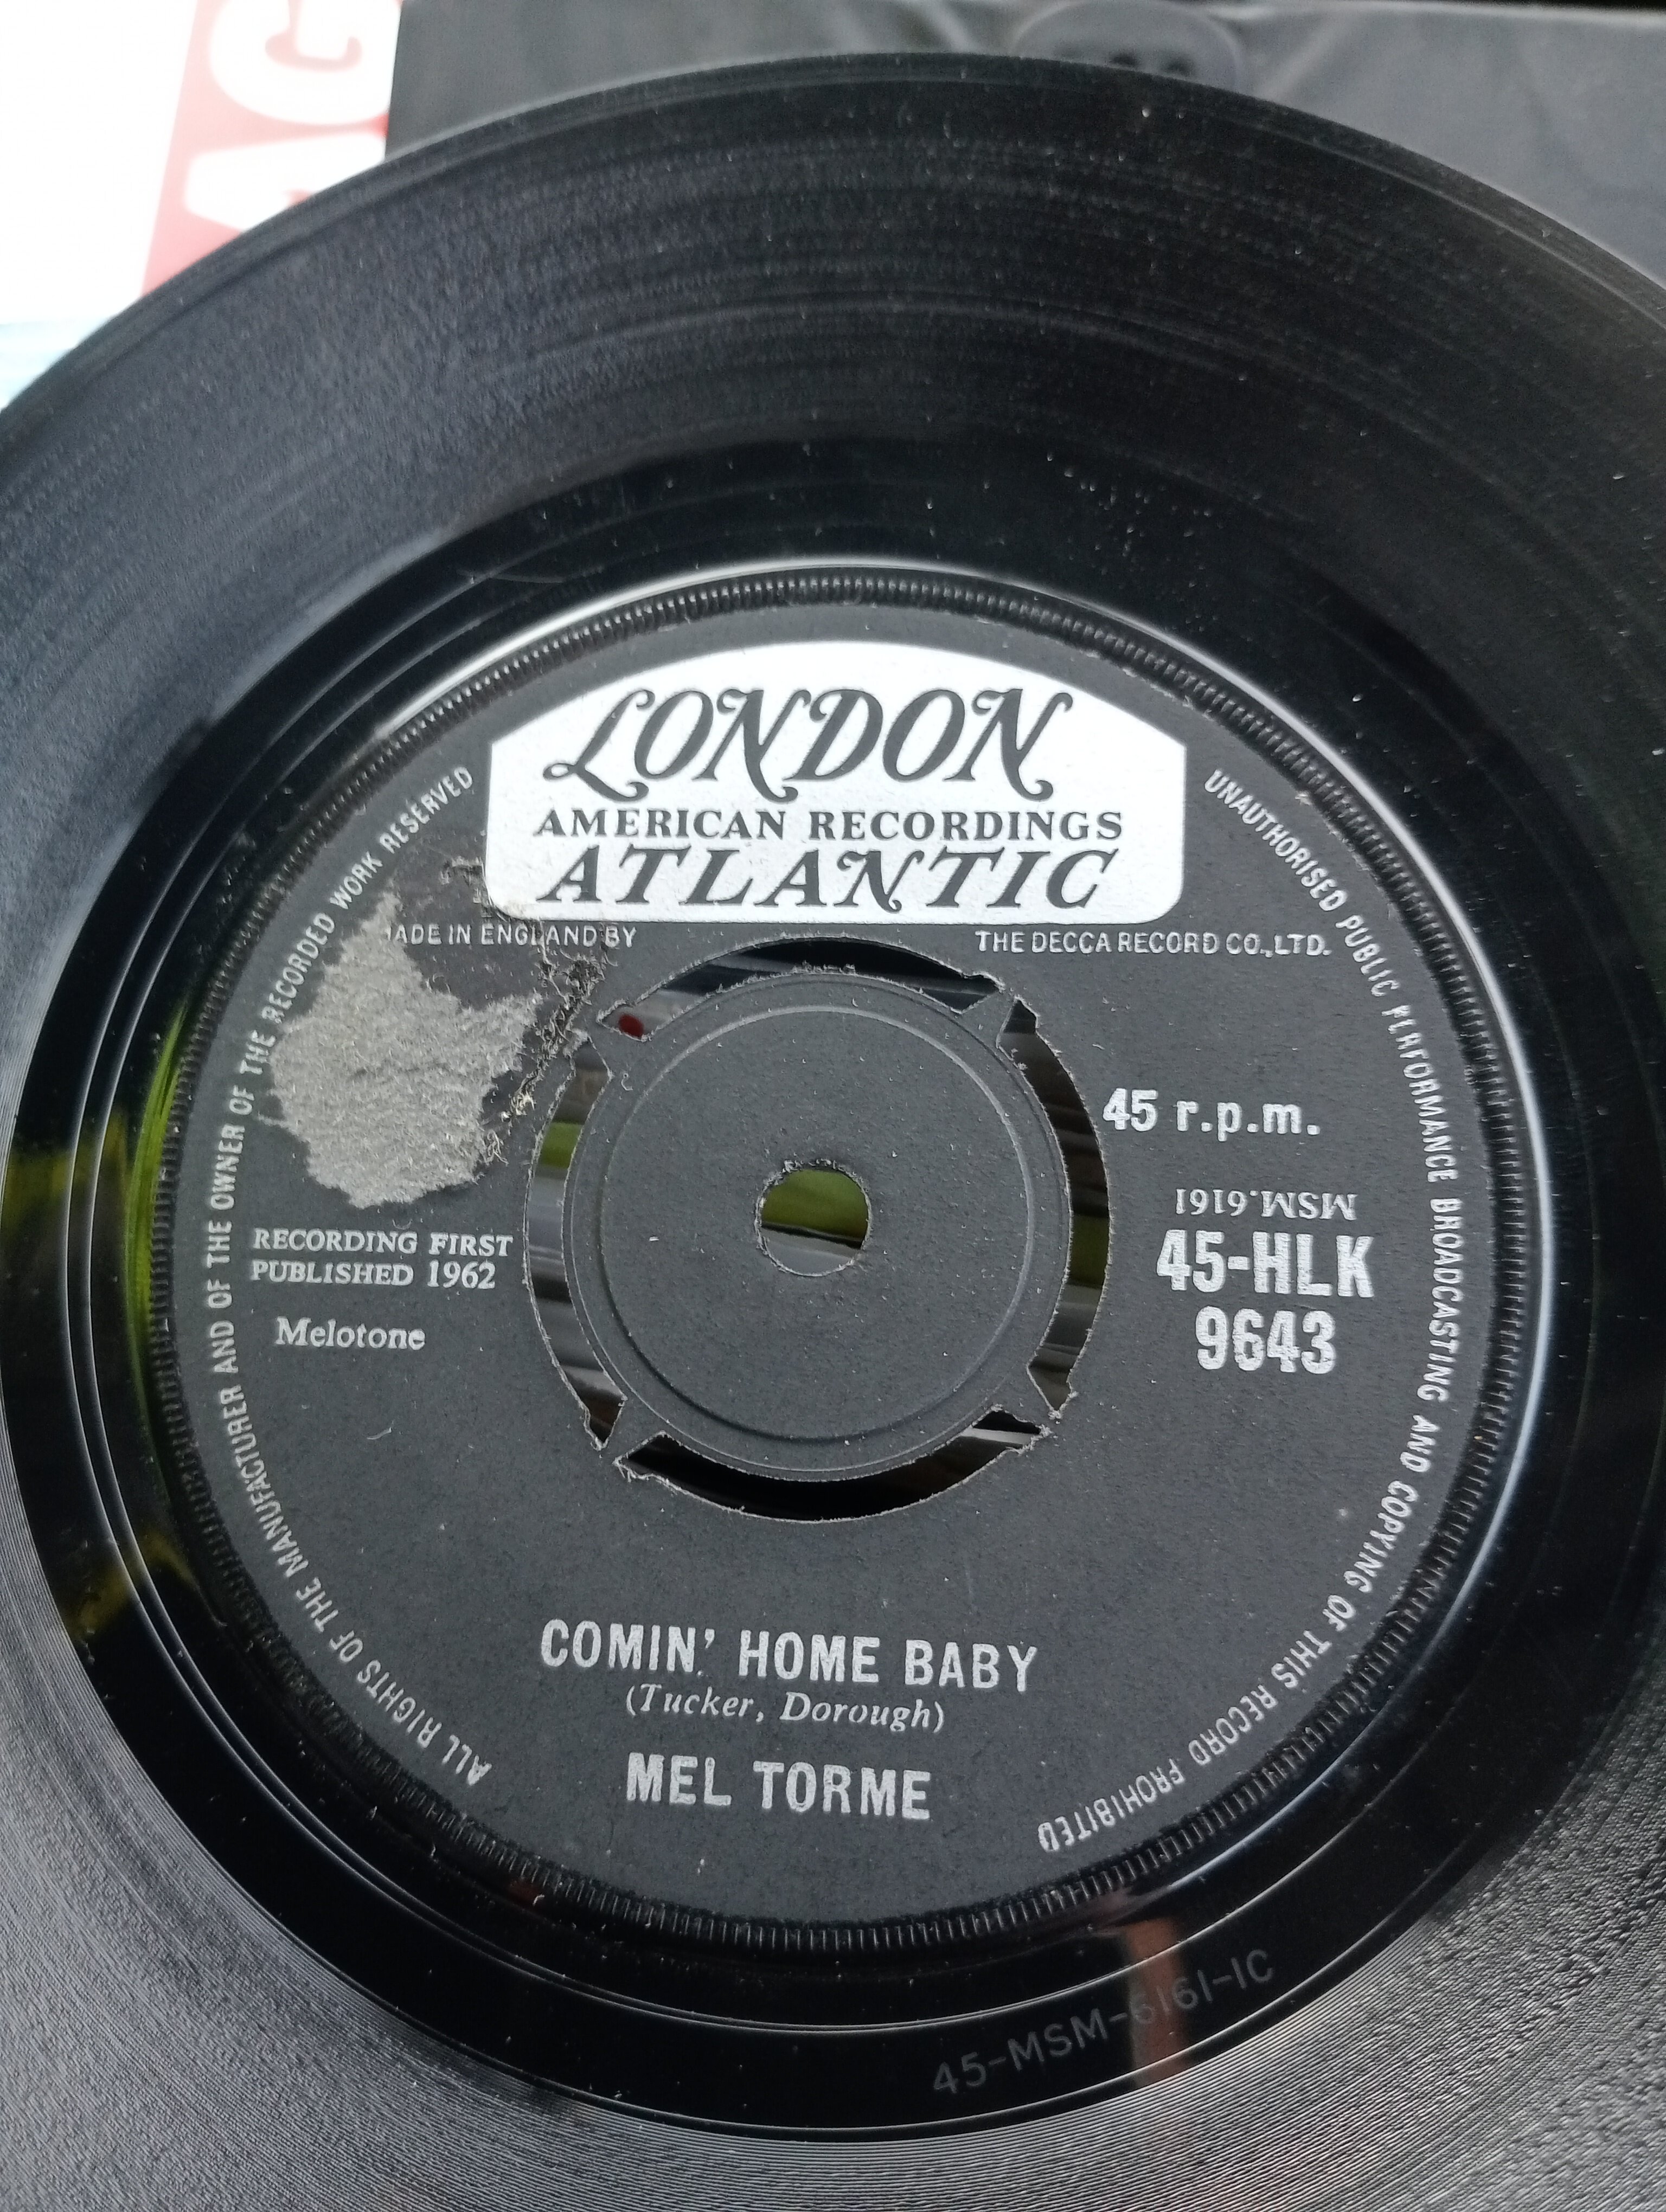 AG
LONDON
AMERICAN RECORDINGS
ATLANTIC
ADE IN ENGLAND BY THE DECCA RECORD CO., LTD.
45 r.p.m.
MSM.6161
45-HLK
9643
RECORDING FIRST
PUBLISHED 1962
Melotone
COMIN' HOME BABY
(Tucker, Dorough)
MEL TORME
ALL RIGHTS OF THE MANUFACTURER AND OF THE OWNER OF THE RECORDED WORK RESERVED
UNAUTHORISED PUBLIC PERFORMANCE BROADCASTING AND COPYING OF THIS RECORD PROHIBITED
45-MSM-6161-1C